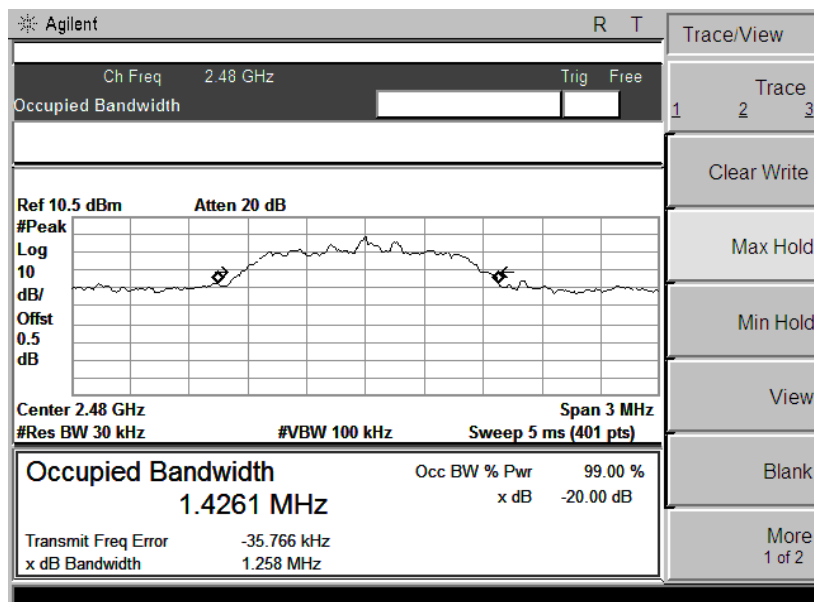 Agilent R T
Trace/View
Ch Freq 2.48 GHz Trig Free
Occupied Bandwidth
Trace
1 2 3
Clear Write
Max Hold
Min Hold
View
Blank
More
1 of 2
Ref 10.5 dBm Atten 20 dB
#Peak
Log
10
dB/
Offst
0.5
dB
Center 2.48 GHz Span 3 MHz
#Res BW 30 kHz #VBW 100 kHz Sweep 5 ms (401 pts)
Occupied Bandwidth Occ BW % Pwr 99.00 %
1.4261 MHz x dB -20.00 dB
Transmit Freq Error -35.766 kHz
x dB Bandwidth 1.258 MHz